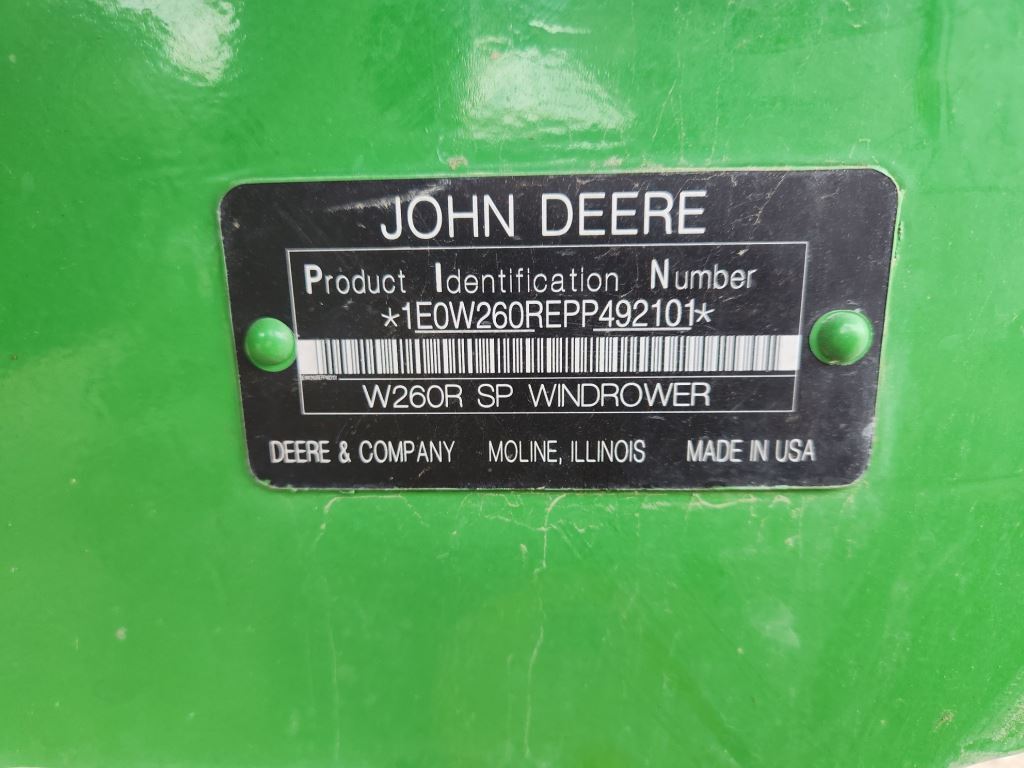 JOHN DEERE
Product Identification Number
*1E0W260REPP492101*
W260R SP WINDROWER
DEERE & COMPANY MOLINE, ILLINOIS MADE IN USA